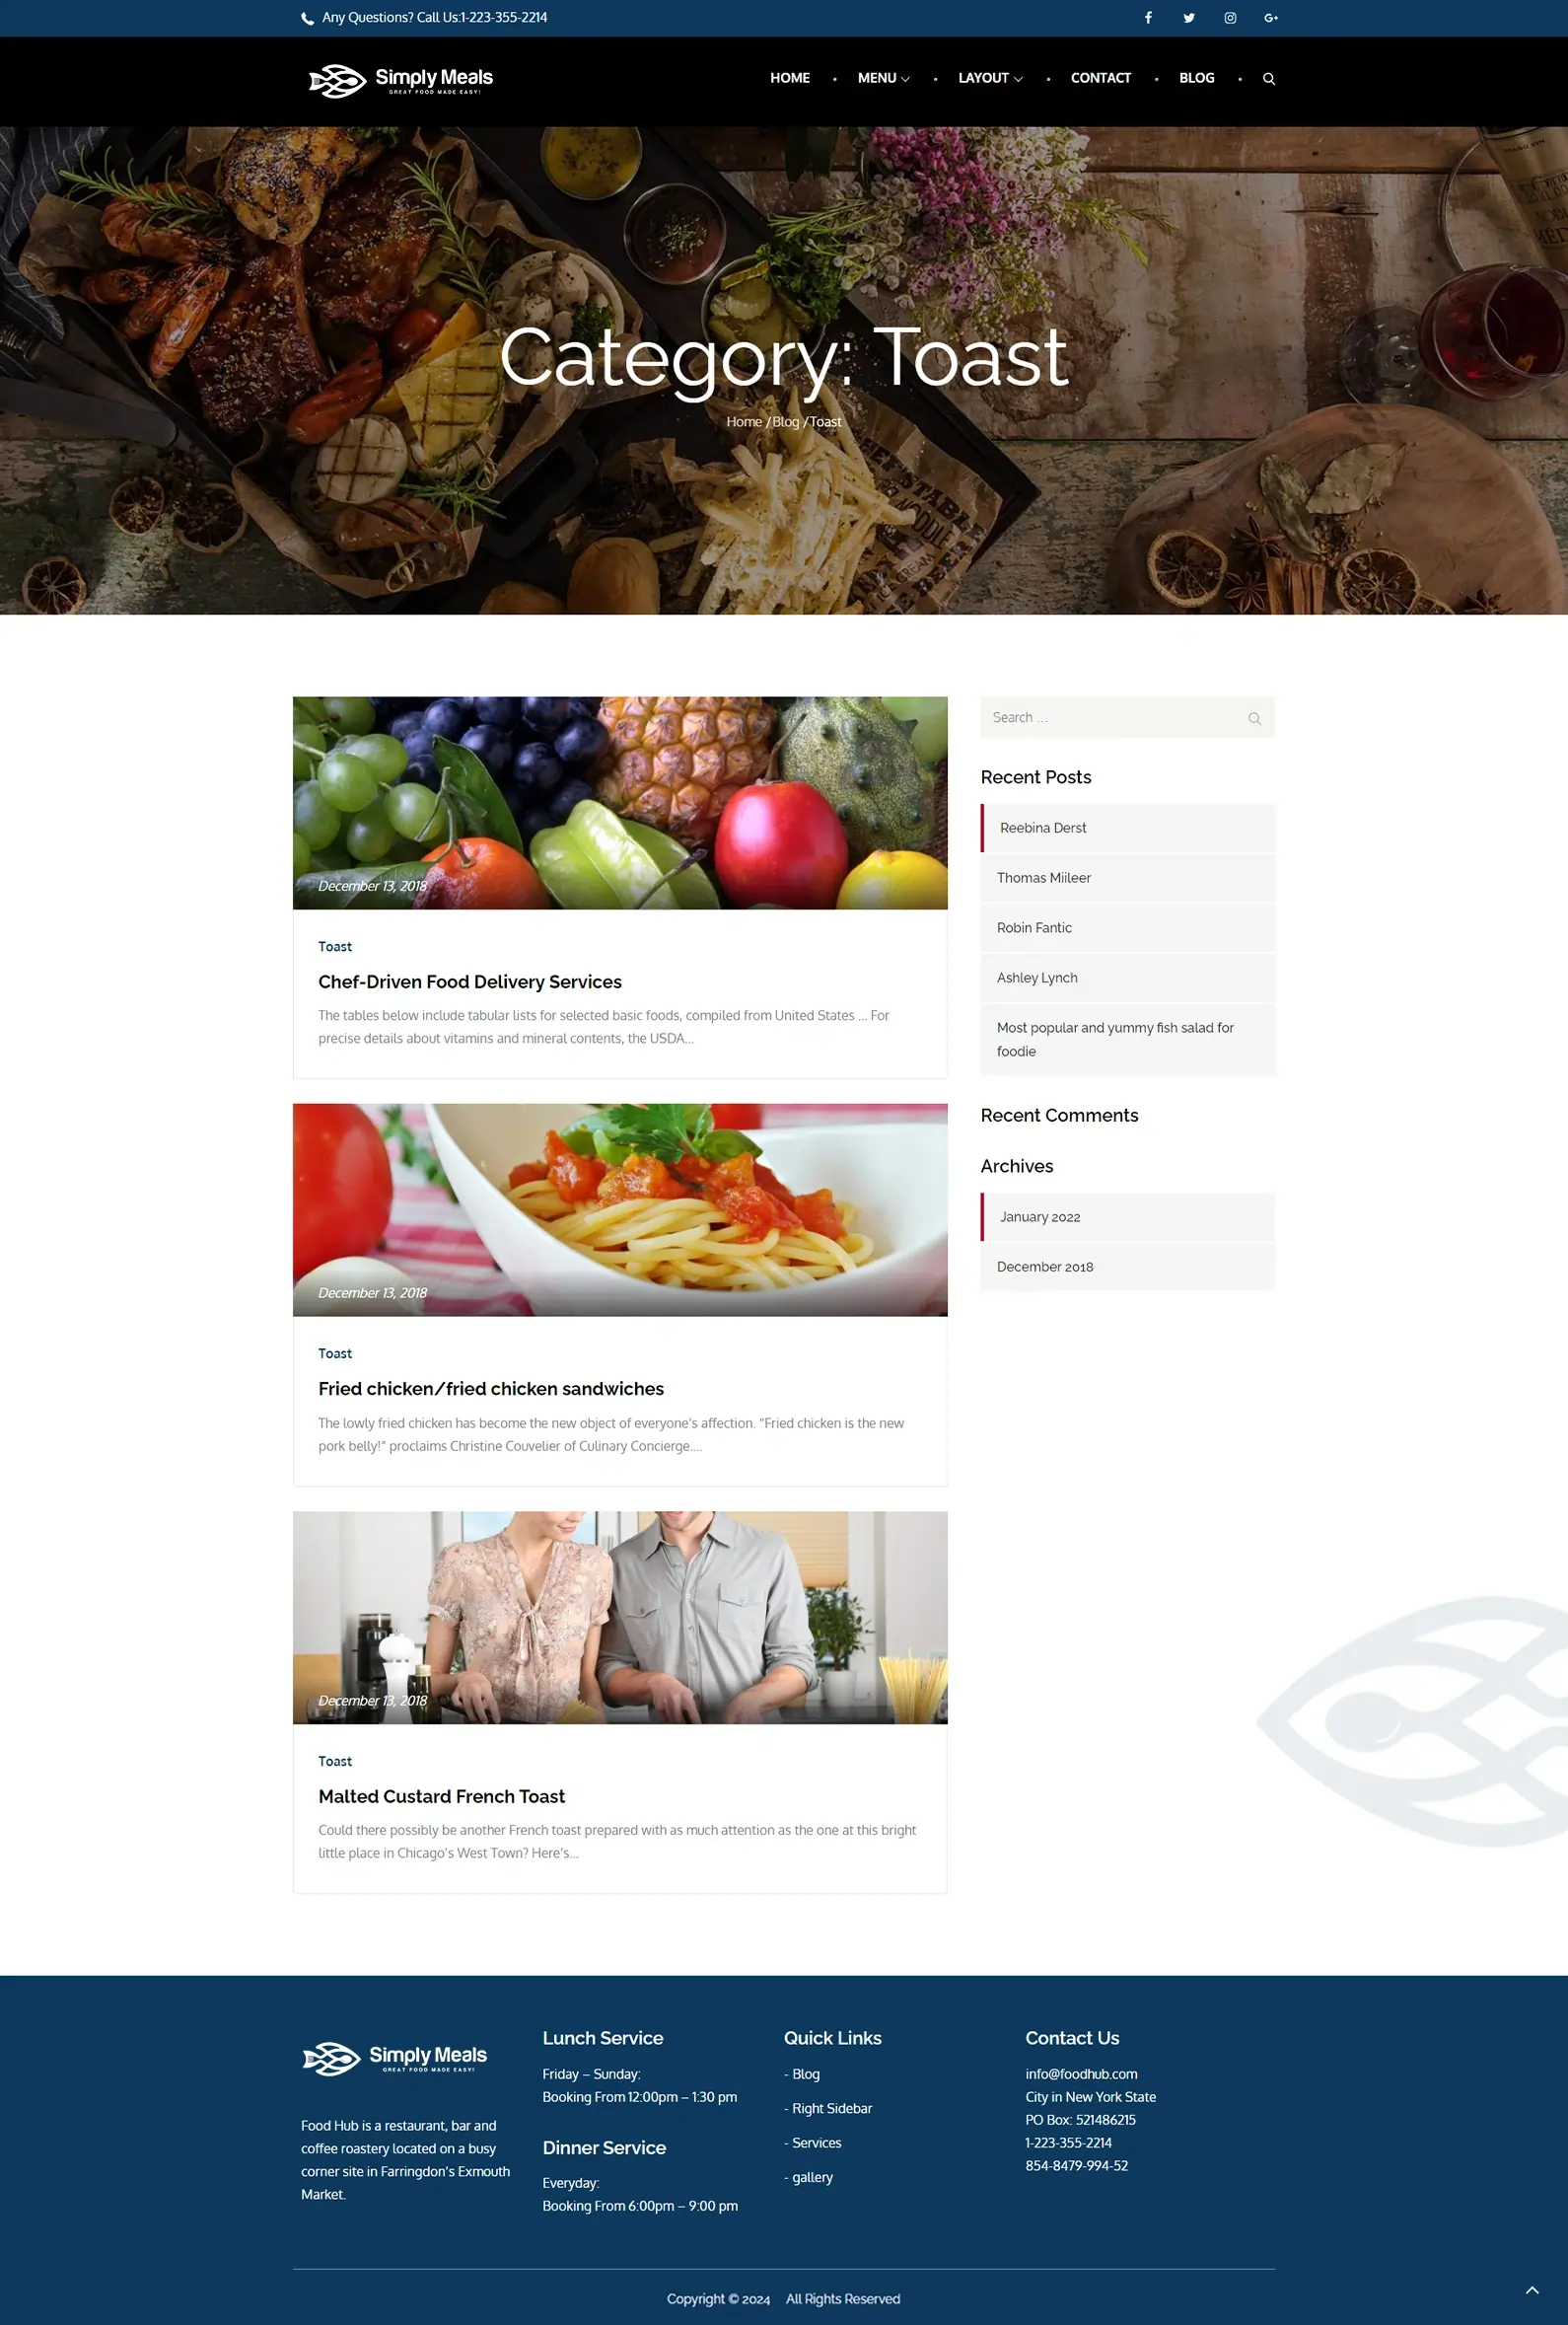 Any Questions? Call Us:1-223-355-2214
Simply Meals
GREAT FOOD MADE EASY!
HOME
MENU
LAYOUT
CONTACT
BLOG
Category: Toast
Home /Blog /Toast
December 13, 2018
Toast
Chef-Driven Food Delivery Services
The tables below include tabular lists for selected basic foods, compiled from United States ... For
precise details about vitamins and mineral contents, the USDA...
December 13, 2018
Toast
Fried chicken/fried chicken sandwiches
The lowly fried chicken has become the new object of everyone’s affection. “Fried chicken is the new
pork belly!” proclaims Christine Couvelier of Culinary Concierge....
December 13, 2018
Toast
Malted Custard French Toast
Could there possibly be another French toast prepared with as much attention as the one at this bright
little place in Chicago’s West Town? Here’s...
Search ...
Recent Posts
Reebina Derst
Thomas Miileer
Robin Fantic
Ashley Lynch
Most popular and yummy fish salad for
foodie
Recent Comments
Archives
January 2022
December 2018
Simply Meals
GREAT FOOD MADE EASY!
Food Hub is a restaurant, bar and
coffee roastery located on a busy
corner site in Farringdon’s Exmouth
Market.
Lunch Service
Friday – Sunday:
Booking From 12:00pm – 1:30 pm
Dinner Service
Everyday:
Booking From 6:00pm – 9:00 pm
Quick Links
- Blog
- Right Sidebar
- Services
- gallery
Contact Us
info@foodhub.com
City in New York State
PO Box: 521486215
1-223-355-2214
854-8479-994-52
Copyright © 2024 All Rights Reserved